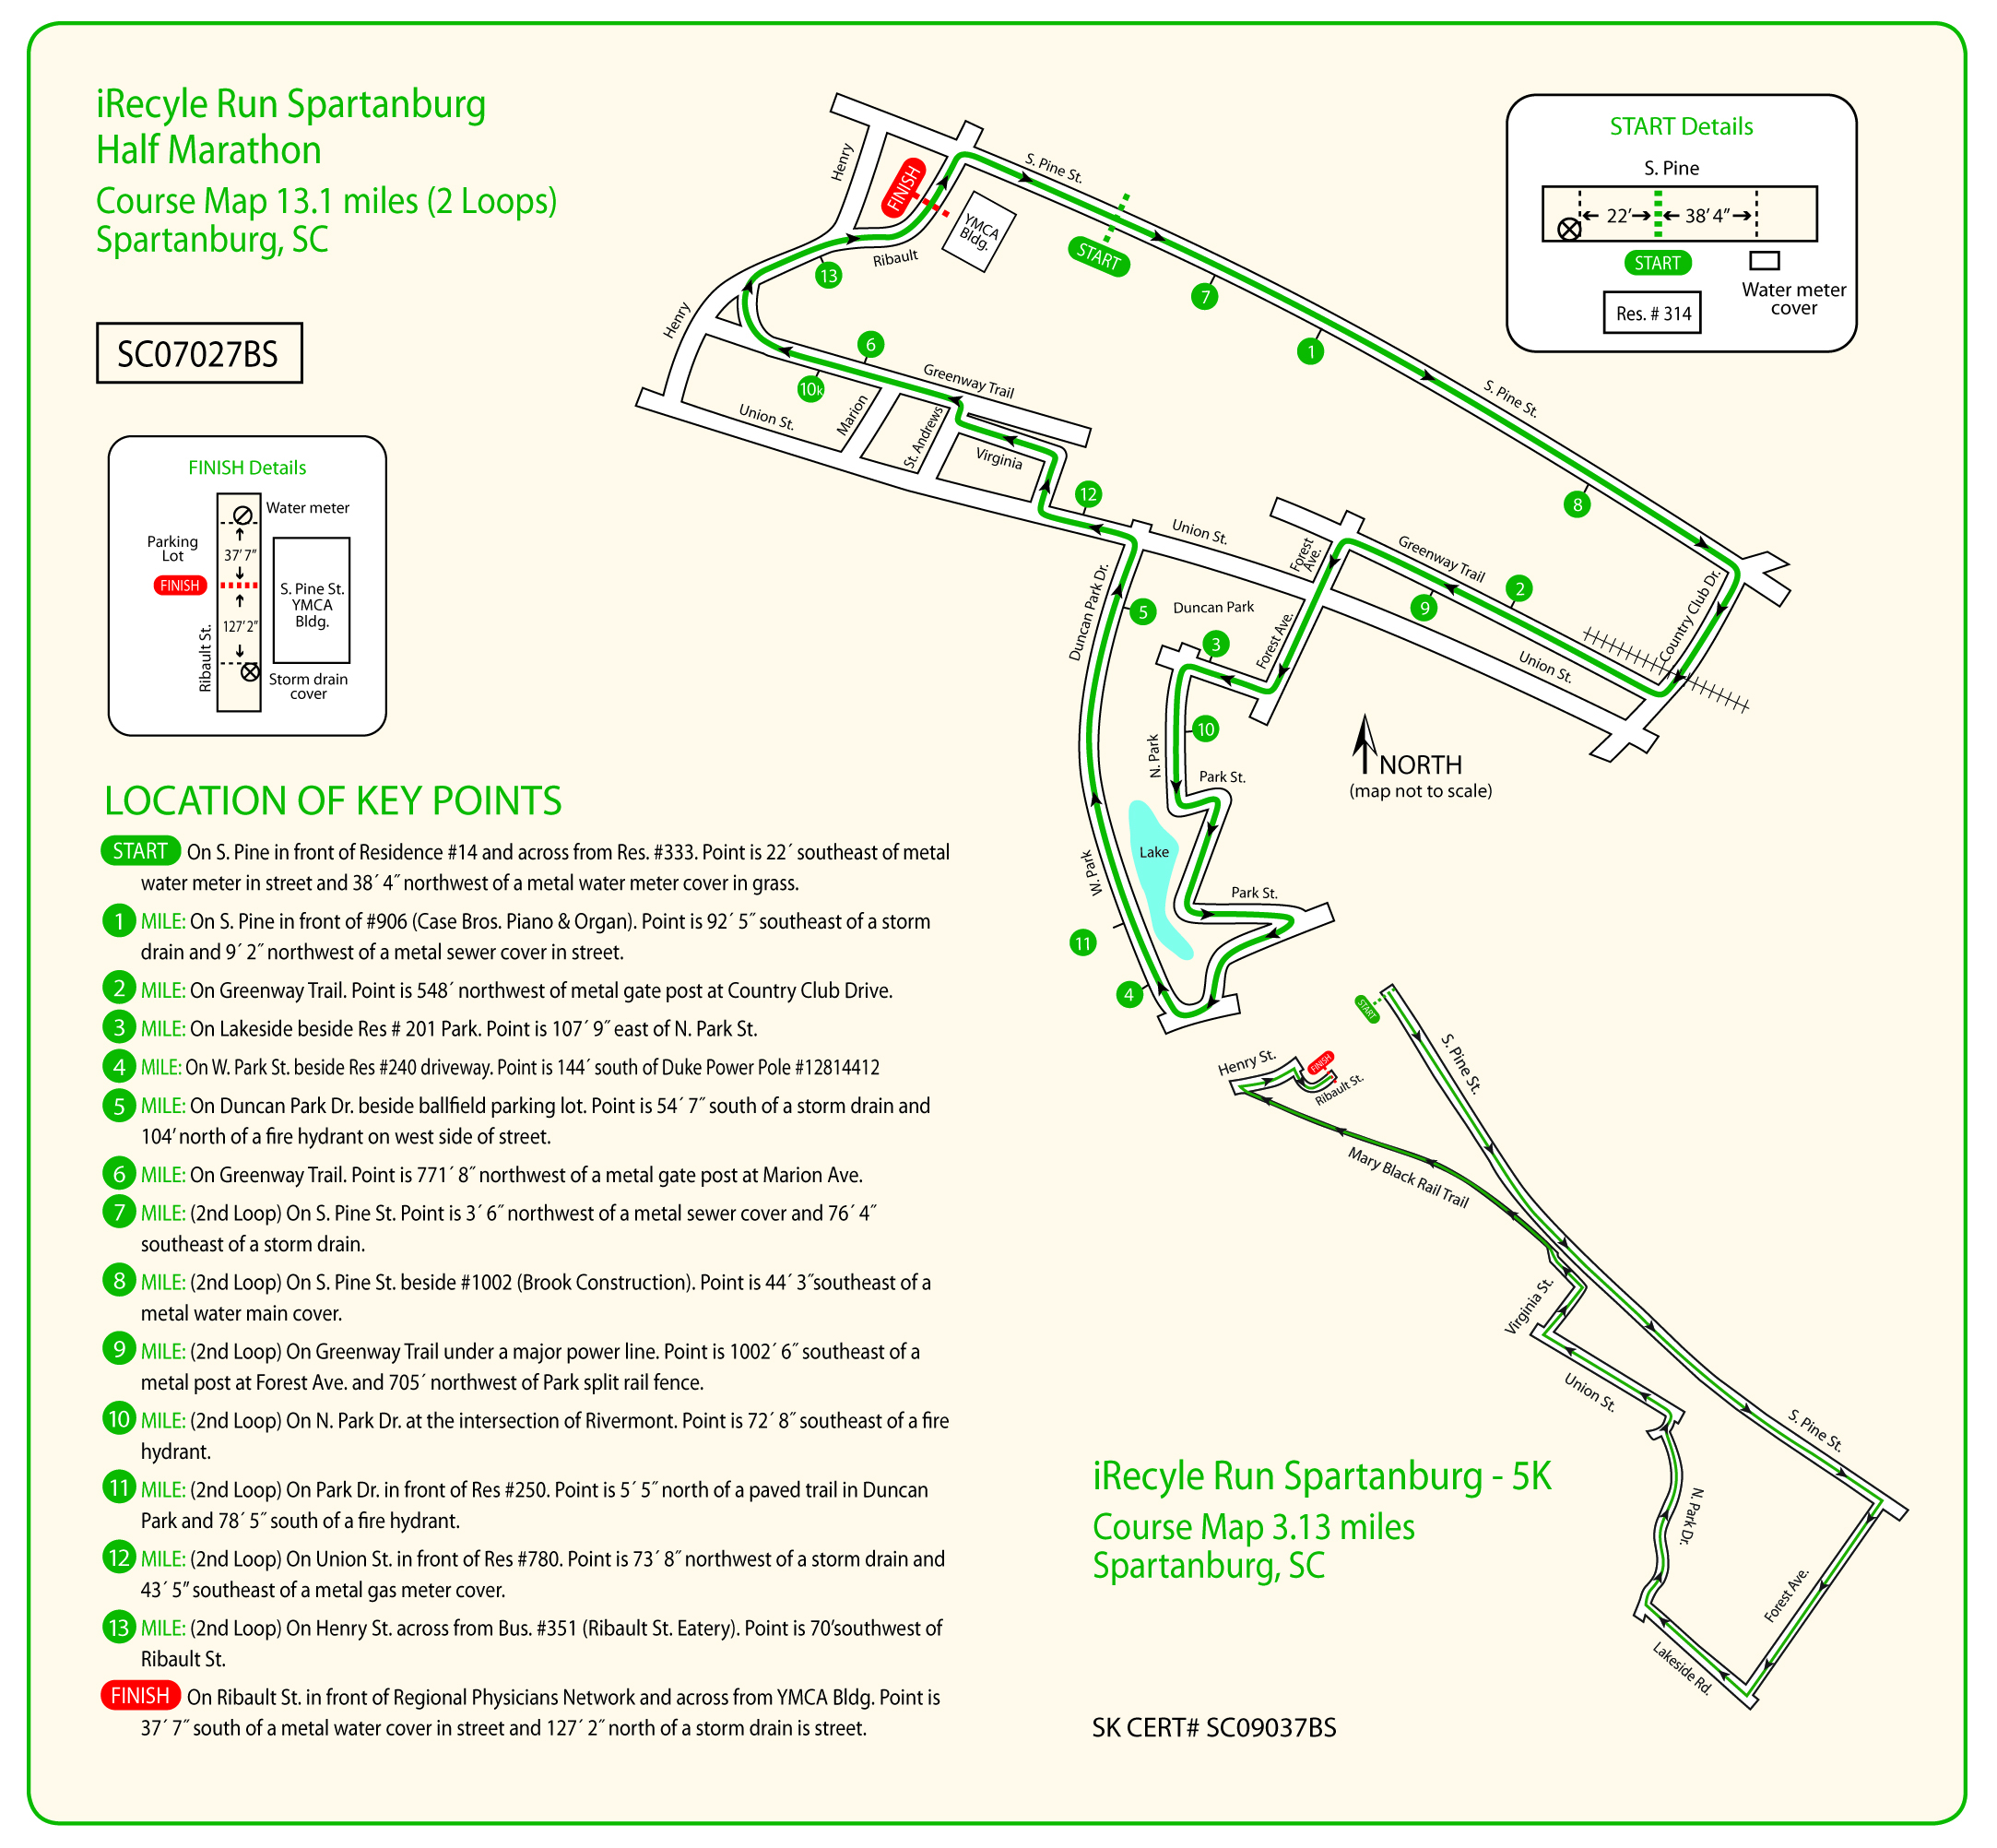 iRecyle Run Spartanburg
Half Marathon
Course Map 13.1 miles (2 Loops)
Spartanburg, SC
SC07027BS
FINISH Details
Water meter
Parking
Lot
37' 7"
FINISH
S. Pine St.
YMCA
Bldg.
127' 2"
Ribault St.
Storm drain
cover
START Details
S. Pine
22'
38' 4"
START
Water meter
cover
Res. # 314
Henry
FINISH
S. Pine St.
YMCA
Bldg.
START
Ribault
13
7
1
Henry
6
10k
Greenway Trail
Marion
Union St.
St. Andrews
Virginia
S. Pine St.
12
8
Union St.
Forest
Ave.
Greenway Trail
2
9
Country Club Dr.
Duncan Park Dr.
5
Duncan Park
3
Forest Ave.
Union St.
10
N. Park
Park St.
NORTH
(map not to scale)
Lake
W. Park
Park St.
11
4
LOCATION OF KEY POINTS
START On S. Pine in front of Residence #14 and across from Res. #333. Point is 22´ southeast of metal
water meter in street and 38´ 4˝ northwest of a metal water meter cover in grass.
1 MILE: On S. Pine in front of #906 (Case Bros. Piano & Organ). Point is 92´ 5˝ southeast of a storm
drain and 9´ 2˝ northwest of a metal sewer cover in street.
2 MILE: On Greenway Trail. Point is 548´ northwest of metal gate post at Country Club Drive.
3 MILE: On Lakeside beside Res # 201 Park. Point is 107´ 9˝ east of N. Park St.
4 MILE: On W. Park St. beside Res #240 driveway. Point is 144´ south of Duke Power Pole #12814412
5 MILE: On Duncan Park Dr. beside ballfield parking lot. Point is 54´ 7˝ south of a storm drain and
104' north of a fire hydrant on west side of street.
6 MILE: On Greenway Trail. Point is 771´ 8˝ northwest of a metal gate post at Marion Ave.
7 MILE: (2nd Loop) On S. Pine St. Point is 3´ 6˝ northwest of a metal sewer cover and 76´ 4˝
southeast of a storm drain.
8 MILE: (2nd Loop) On S. Pine St. beside #1002 (Brook Construction). Point is 44´ 3˝southeast of a
metal water main cover.
9 MILE: (2nd Loop) On Greenway Trail under a major power line. Point is 1002´ 6˝ southeast of a
metal post at Forest Ave. and 705´ northwest of Park split rail fence.
10 MILE: (2nd Loop) On N. Park Dr. at the intersection of Rivermont. Point is 72´ 8˝ southeast of a fire
hydrant.
11 MILE: (2nd Loop) On Park Dr. in front of Res #250. Point is 5´ 5˝ north of a paved trail in Duncan
Park and 78´ 5˝ south of a fire hydrant.
12 MILE: (2nd Loop) On Union St. in front of Res #780. Point is 73´ 8˝ northwest of a storm drain and
43´ 5" southeast of a metal gas meter cover.
13 MILE: (2nd Loop) On Henry St. across from Bus. #351 (Ribault St. Eatery). Point is 70'southwest of
Ribault St.
FINISH On Ribault St. in front of Regional Physicians Network and across from YMCA Bldg. Point is
37´ 7˝ south of a metal water cover in street and 127´ 2˝ north of a storm drain is street.
START
S. Pine St.
Henry St.
FINISH
Ribault St.
Mary Black Rail Trail
Virginia St.
Union St.
S. Pine St.
N. Park Dr.
Forest Ave.
Lakeside Rd.
iRecyle Run Spartanburg - 5K
Course Map 3.13 miles
Spartanburg, SC
SK CERT# SC09037BS